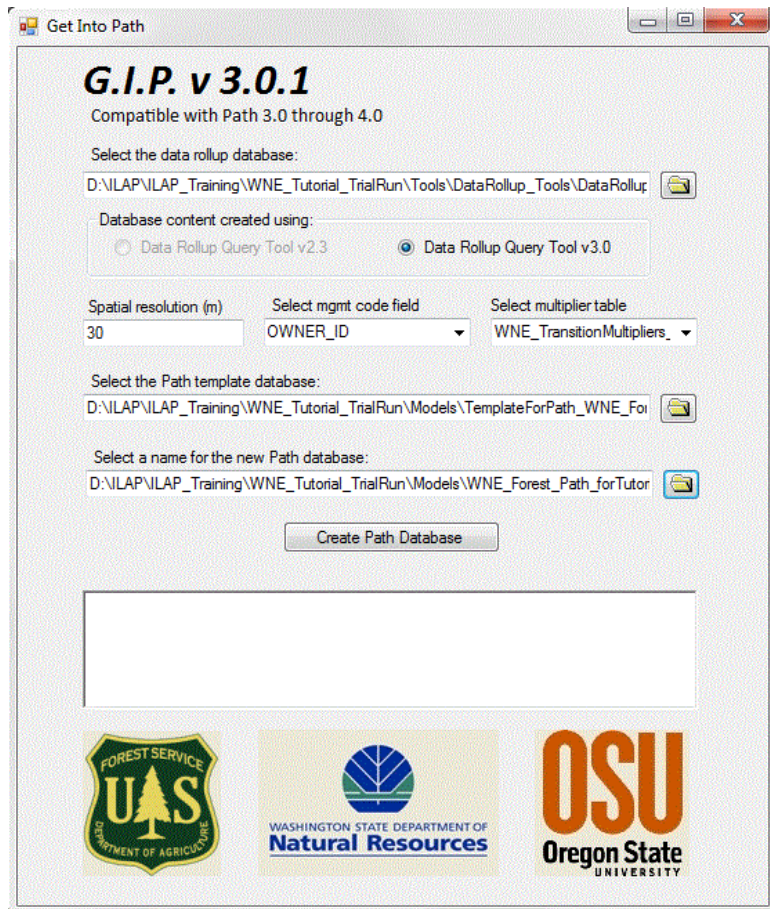 Get Into Path
G.I.P. v 3.0.1
Compatible with Path 3.0 through 4.0
Select the data rollup database:
D:\ILAP\ILAP_Training\WNE_Tutorial_TrialRun\Tools\DataRollup_Tools\DataRollup
Database content created using:
Data Rollup Query Tool v2.3 Data Rollup Query Tool v3.0
Spatial resolution (m) Select mgmt code field Select multiplier table
30 OWNER_ID WNE_TransitionMultipliers_
Select the Path template database:
D:\ILAP\ILAP_Training\WNE_Tutorial_TrialRun\Models\TemplateForPath_WNE_For
Select a name for the new Path database:
D:\ILAP\ILAP_Training\WNE_Tutorial_TrialRun\Models\WNE_Forest_Path_forTutor
Create Path Database
FOREST SERVICE
U S
DEPARTMENT OF AGRICULTURE
WASHINGTON STATE DEPARTMENT OF
Natural Resources
OSU
Oregon State
UNIVERSITY